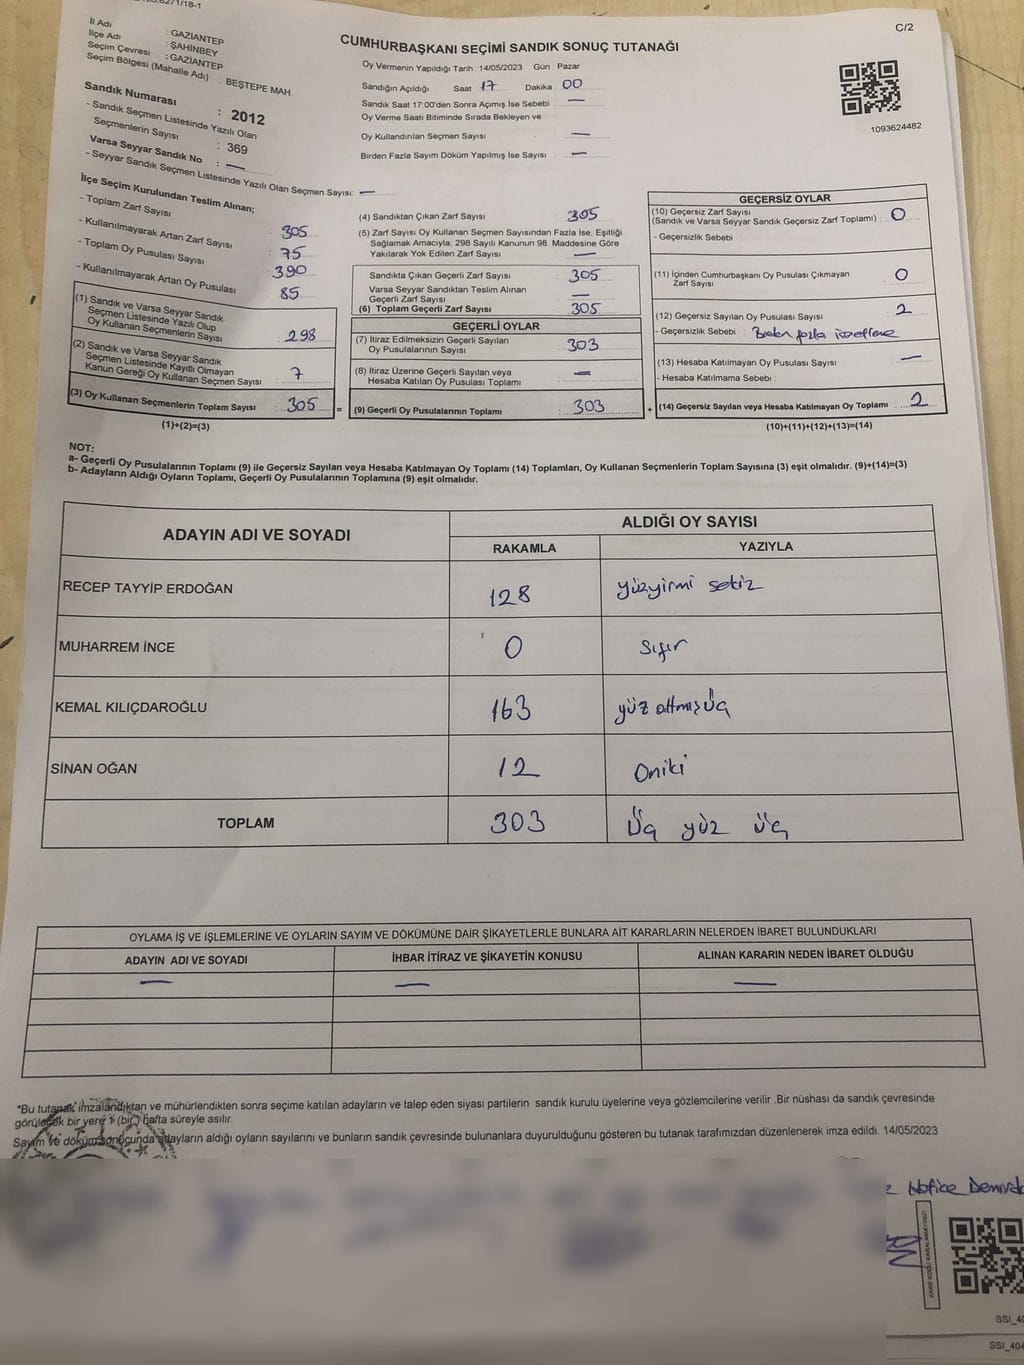 C/2
İl Adı : GAZİANTEP
İlçe Adı : ŞAHİNBEY
Seçim Çevresi : GAZİANTEP
Seçim Bölgesi (Mahalle Adı) : BEŞTEPE MAH.
Sandık Numarası : 2012
- Sandık Seçmen Listesinde Yazılı Olan
Seçmenlerin Sayısı : 369
Varsa Seyyar Sandık No : —
- Seyyar Sandık Seçmen Listesinde Yazılı Olan Seçmen Sayısı: —
CUMHURBAŞKANI SEÇİMİ SANDIK SONUÇ TUTANAĞI
Oy Vermenin Yapıldığı Tarih : 14/05/2023 Gün : Pazar
Sandığın Açıldığı Saat 17 Dakika 00
Sandık Saat 17:00'den Sonra Açımış İse Sebebi —
Oy Verme Saati Bitiminde Sırada Bekleyen ve
Oy Kullandırılan Seçmen Sayısı —
Birden Fazla Sayım Döküm Yapılmış İse Sayısı —
1093624482
İlçe Seçim Kurulundan Teslim Alınan;
- Toplam Zarf Sayısı
- Kullanılmayarak Artan Zarf Sayısı 305
- Toplam Oy Pusulası Sayısı 75
- Kullanılmayarak Artan Oy Pusulası : 390
85
(1) Sandık ve Varsa Seyyar Sandık
Seçmen Listesinde Yazılı Olup
Oy Kullanan Seçmenlerin Sayısı : 298
(2) Sandık ve Varsa Seyyar Sandık
Seçmen Listesinde Kayıtlı Olmayan
Kanun Gereği Oy Kullanan Seçmen Sayısı : 7
(3) Oy Kullanan Seçmenlerin Toplam Sayısı : 305 =
(1)+(2)=(3)
(4) Sandıktan Çıkan Zarf Sayısı 305
(5) Zarf Sayısı Oy Kullanan Seçmen Sayısından Fazla İse, Eşitliği
Sağlamak Amacıyla, 298 Sayılı Kanunun 98. Maddesine Göre
Yakılarak Yok Edilen Zarf Sayısı —
Sandıkta Çıkan Geçerli Zarf Sayısı : 305
Varsa Seyyar Sandıktan Teslim Alınan
Geçerli Zarf Sayısı —
(6) Toplam Geçerli Zarf Sayısı : 305
GEÇERLİ OYLAR
(7) İtiraz Edilmeksizin Geçerli Sayılan
Oy Pusulalarının Sayısı : 303
(8) İtiraz Üzerine Geçerli Sayılan veya
Hesaba Katılan Oy Pusulası Toplamı : —
(9) Geçerli Oy Pusulalarının Toplamı : 303 +
GEÇERSİZ OYLAR
(10) Geçersiz Zarf Sayısı
(Sandık ve Varsa Seyyar Sandık Geçersiz Zarf Toplamı) : 0
- Geçersizlik Sebebi
(11) İçinden Cumhurbaşkanı Oy Pusulası Çıkmayan
Zarf Sayısı : 0
(12) Geçersiz Sayılan Oy Pusulası Sayısı : 2
- Geçersizlik Sebebi : Birden fazla
(13) Hesaba Katılmayan Oy Pusulası Sayısı : —
- Hesaba Katılmama Sebebi :
(14) Geçersiz Sayılan veya Hesaba Katılmayan Oy Toplamı : 2
(10)+(11)+(12)+(13)=(14)
NOT:
a- Geçerli Oy Pusulalarının Toplamı (9) ile Geçersiz Sayılan veya Hesaba Katılmayan Oy Toplamı (14) Toplamları, Oy Kullanan Seçmenlerin Toplam Sayısına (3) eşit olmalıdır. (9)+(14)=(3)
b- Adayların Aldığı Oyların Toplamı, Geçerli Oy Pusulalarının Toplamına (9) eşit olmalıdır.
ADAYIN ADI VE SOYADI ALDIĞI OY SAYISI
RAKAMLA YAZIYLA
RECEP TAYYİP ERDOĞAN 128 yüzyirmi sekiz
MUHARREM İNCE 0 Sıfır
KEMAL KILIÇDAROĞLU 163 yüz altmış üç
SİNAN OĞAN 12 Oniki
TOPLAM 303 Üç yüz üç
OYLAMA İŞ VE İŞLEMLERİNE VE OYLARIN SAYIM VE DÖKÜMÜNE DAİR ŞİKAYETLERLE BUNLARA AİT KARARLARIN NELERDEN İBARET BULUNDUKLARI
ADAYIN ADI VE SOYADI İHBAR İTİRAZ VE ŞİKAYETİN KONUSU ALINAN KARARIN NEDEN İBARET OLDUĞU
— — —
*Bu tutanak imzalandıktan ve mühürlendikten sonra seçime katılan adayların ve talep eden siyasi partilerin sandık kurulu üyelerine veya gözlemcilerine verilir .Bir nüshası da sandık çevresinde
görülecek bir yere 1 (bir) hafta süreyle asılır.
Sayım ve döküm sonucunda adayların aldığı oyların sayılarını ve bunların sandık çevresinde bulunanlara duyurulduğunu gösteren bu tutanak tarafımızdan düzenlenerek imza edildi. 14/05/2023
KARE KODU KARALAMAYINIZ
SSI_40
SSI_404